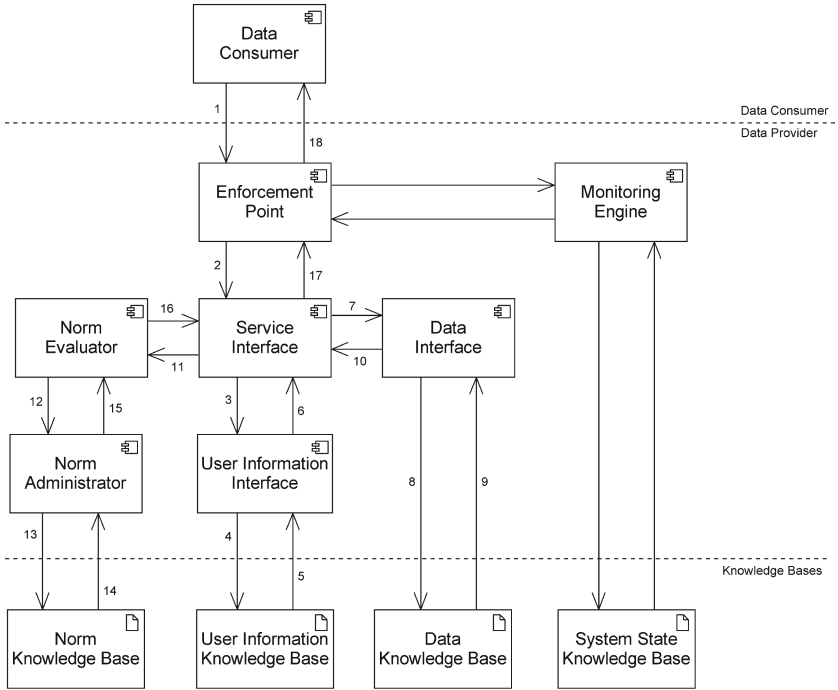 Data
Consumer
1
18
Data Consumer
Data Provider
Enforcement
Point
Monitoring
Engine
2
17
Norm
Evaluator
16
11
Service
Interface
7
10
Data
Interface
12
15
3
6
Norm
Administrator
User Information
Interface
8
9
13
14
4
5
Knowledge Bases
Norm
Knowledge Base
User Information
Knowledge Base
Data
Knowledge Base
System State
Knowledge Base